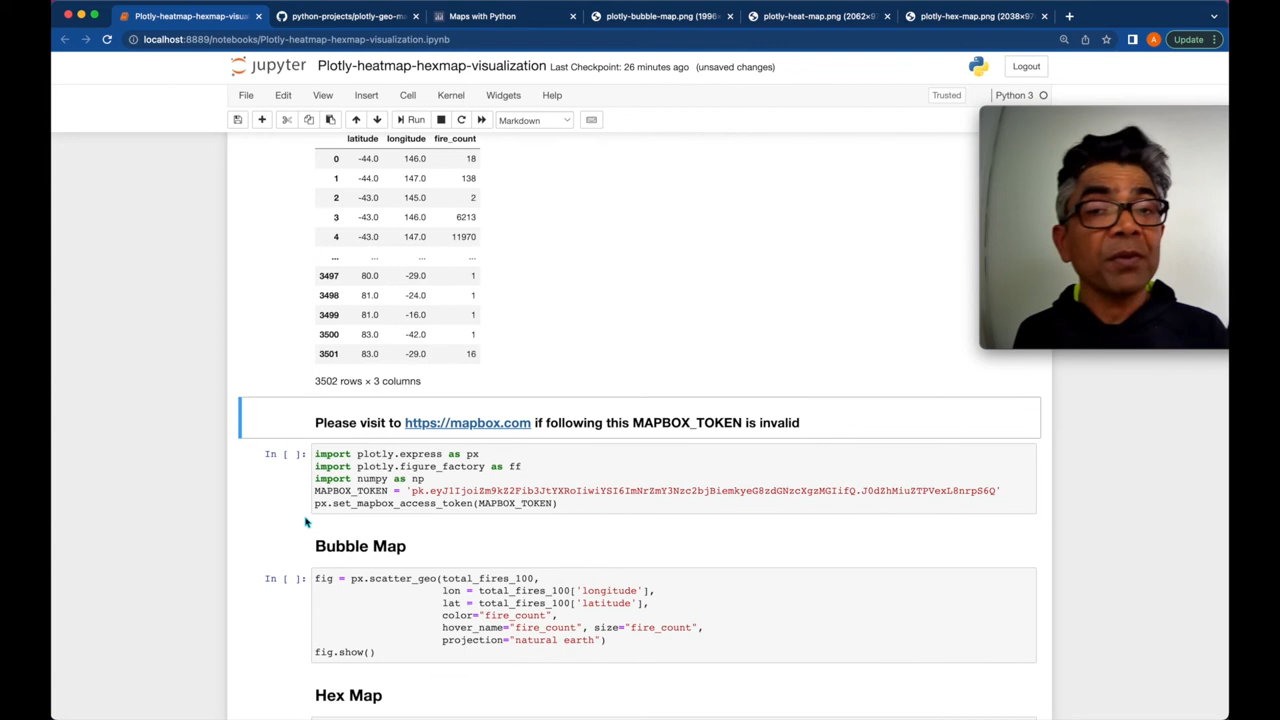 Plotly-heatmap-hexmap-visu
python-projects/plotly-geo-m
Maps with Python
plotly-bubble-map.png (1996×
plotly-heat-map.png (2062×97
plotly-hex-map.png (2038×97
localhost:8889/notebooks/Plotly-heatmap-hexmap-visualization.ipynb
A
Update
jupyter Plotly-heatmap-hexmap-visualization Last Checkpoint: 26 minutes ago (unsaved changes)
Logout
File Edit View Insert Cell Kernel Widgets Help
Trusted
Python 3
Run
Markdown
latitude longitude fire_count
0 -44.0 146.0 18
1 -44.0 147.0 138
2 -43.0 145.0 2
3 -43.0 146.0 6213
4 -43.0 147.0 11970
... ... ... ...
3497 80.0 -29.0 1
3498 81.0 -24.0 1
3499 81.0 -16.0 1
3500 83.0 -42.0 1
3501 83.0 -29.0 16
3502 rows × 3 columns
Please visit to https://mapbox.com if following this MAPBOX_TOKEN is invalid
In [ ]: import plotly.express as px
import plotly.figure_factory as ff
import numpy as np
MAPBOX_TOKEN =
px.set_mapbox_access_token(MAPBOX_TOKEN)
Bubble Map
In [ ]: fig = px.scatter_geo(total_fires_100,
lon = total_fires_100['longitude'],
lat = total_fires_100['latitude'],
color="fire_count",
hover_name="fire_count", size="fire_count",
projection="natural earth")
fig.show()
Hex Map